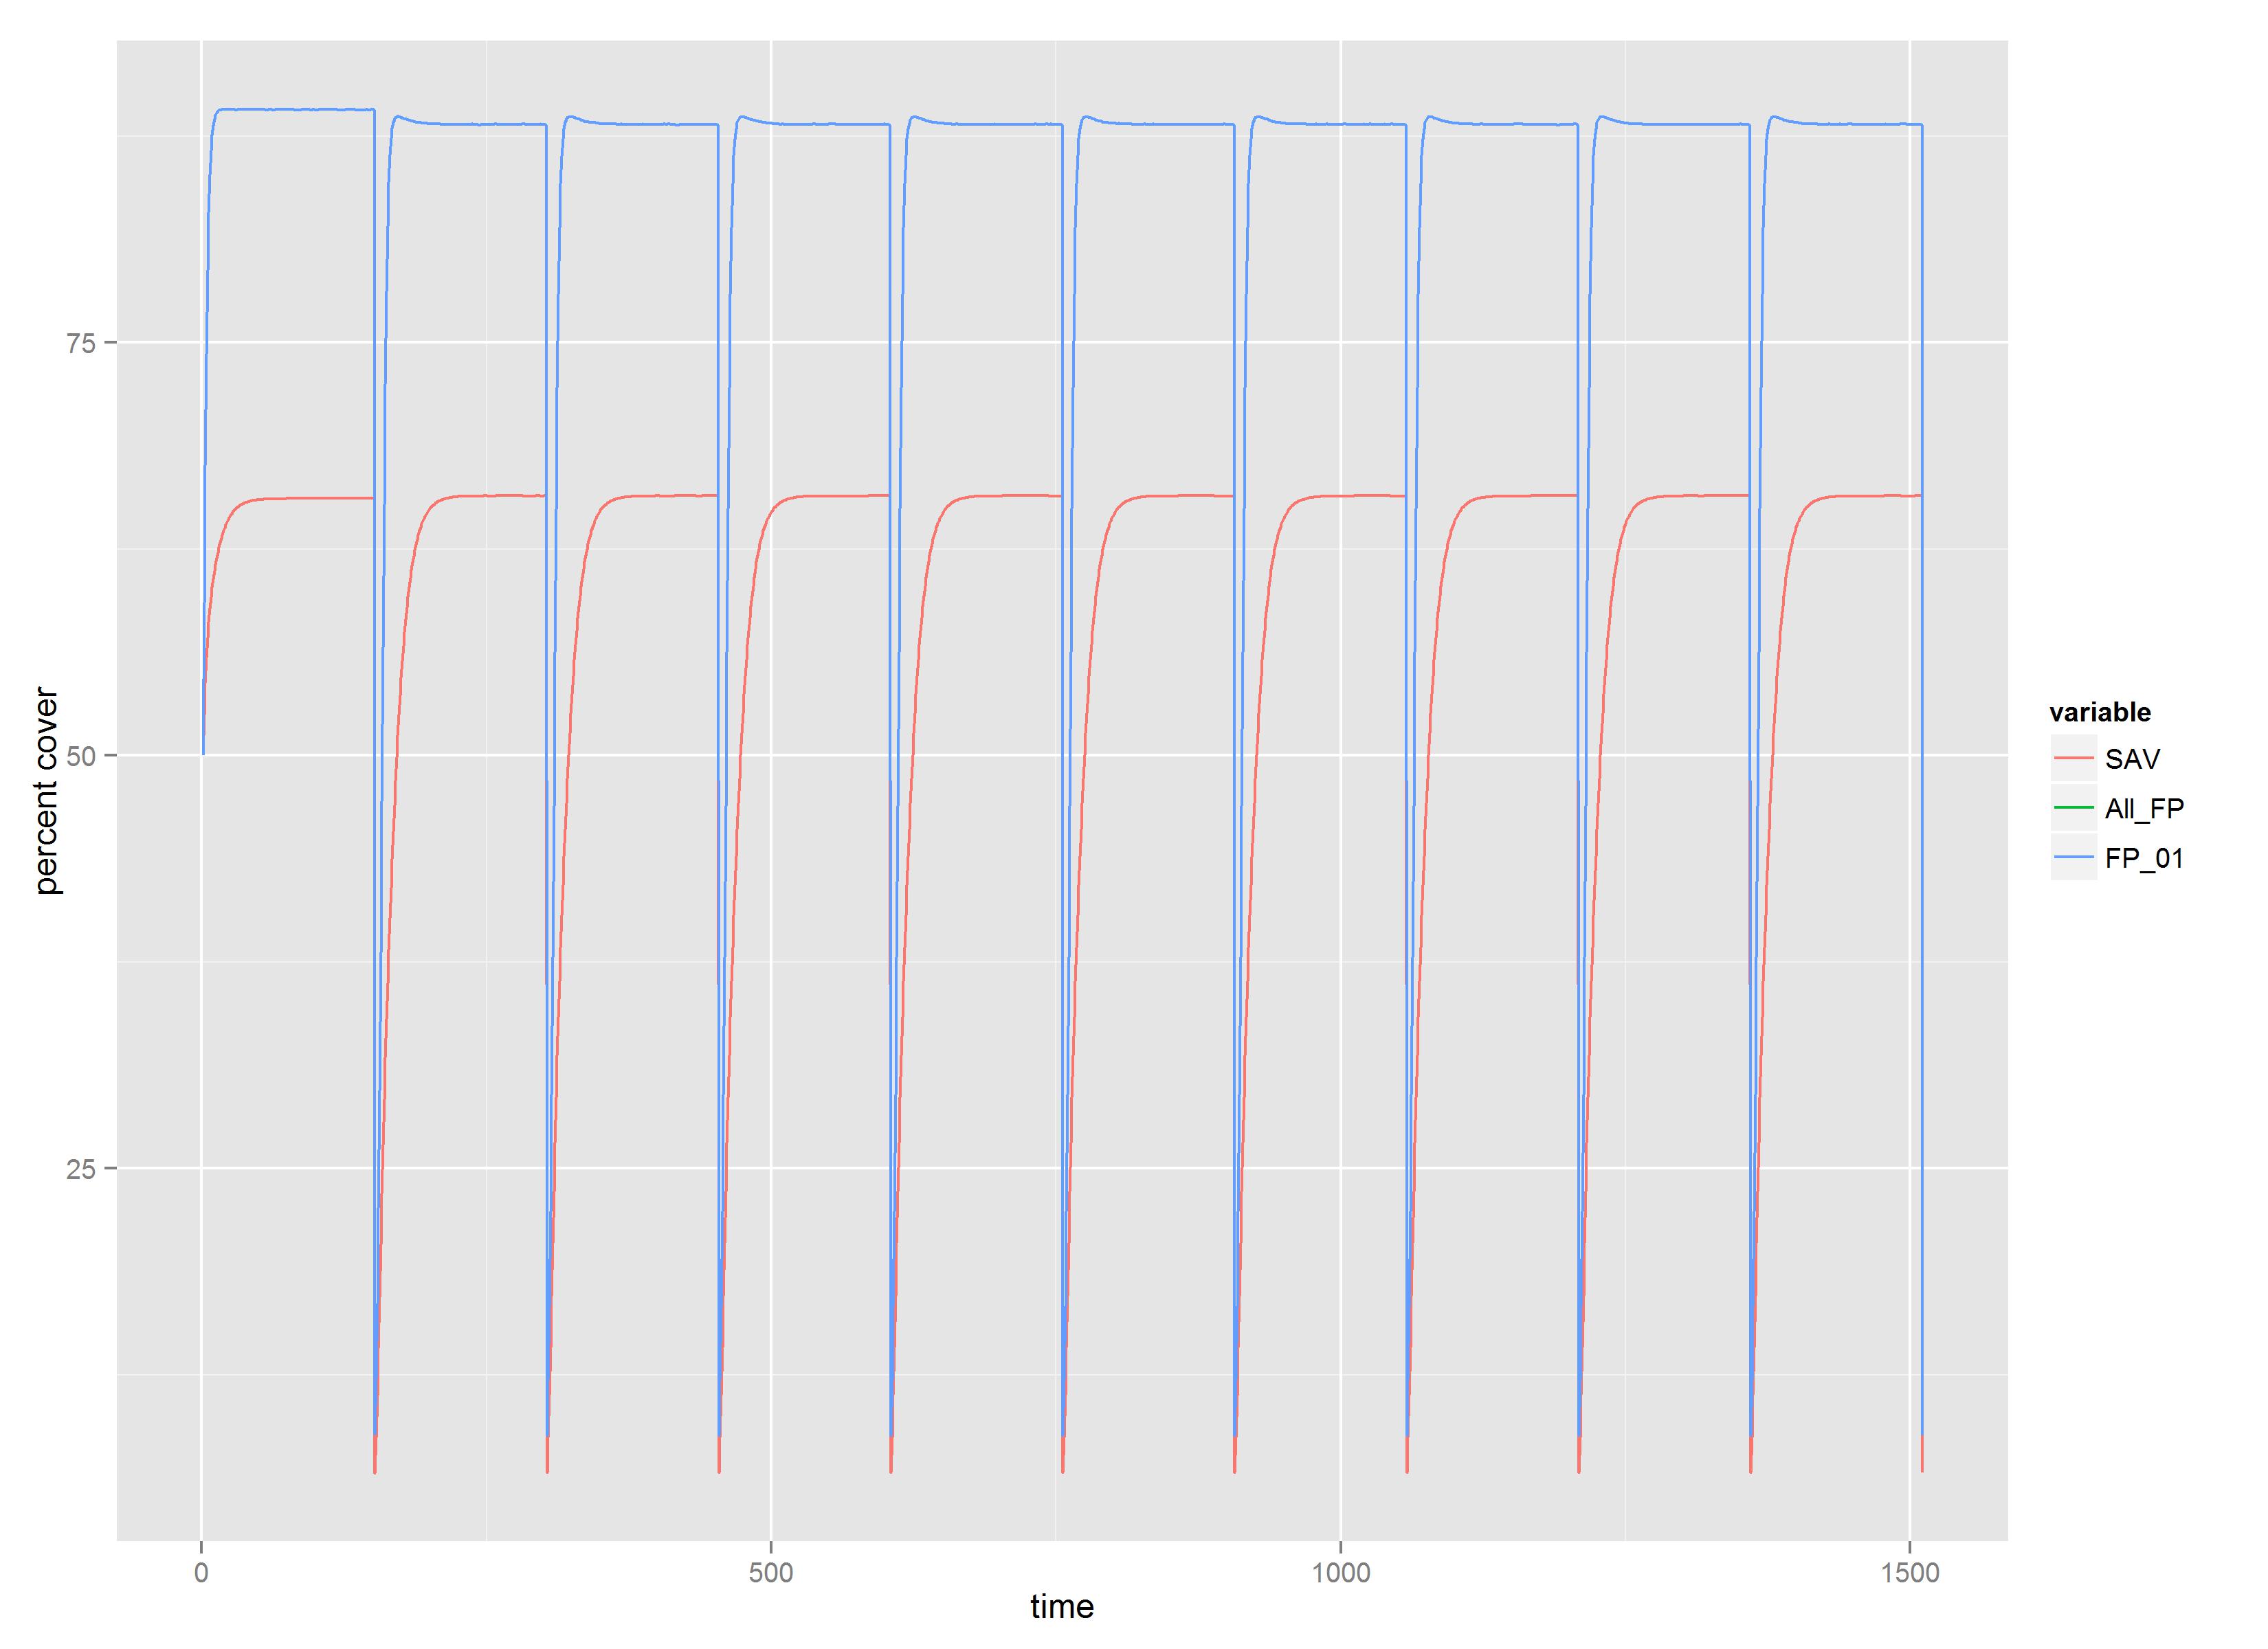 percent cover
75
50
25
0
500
1000
1500
time
variable
SAV
All_FP
FP_01